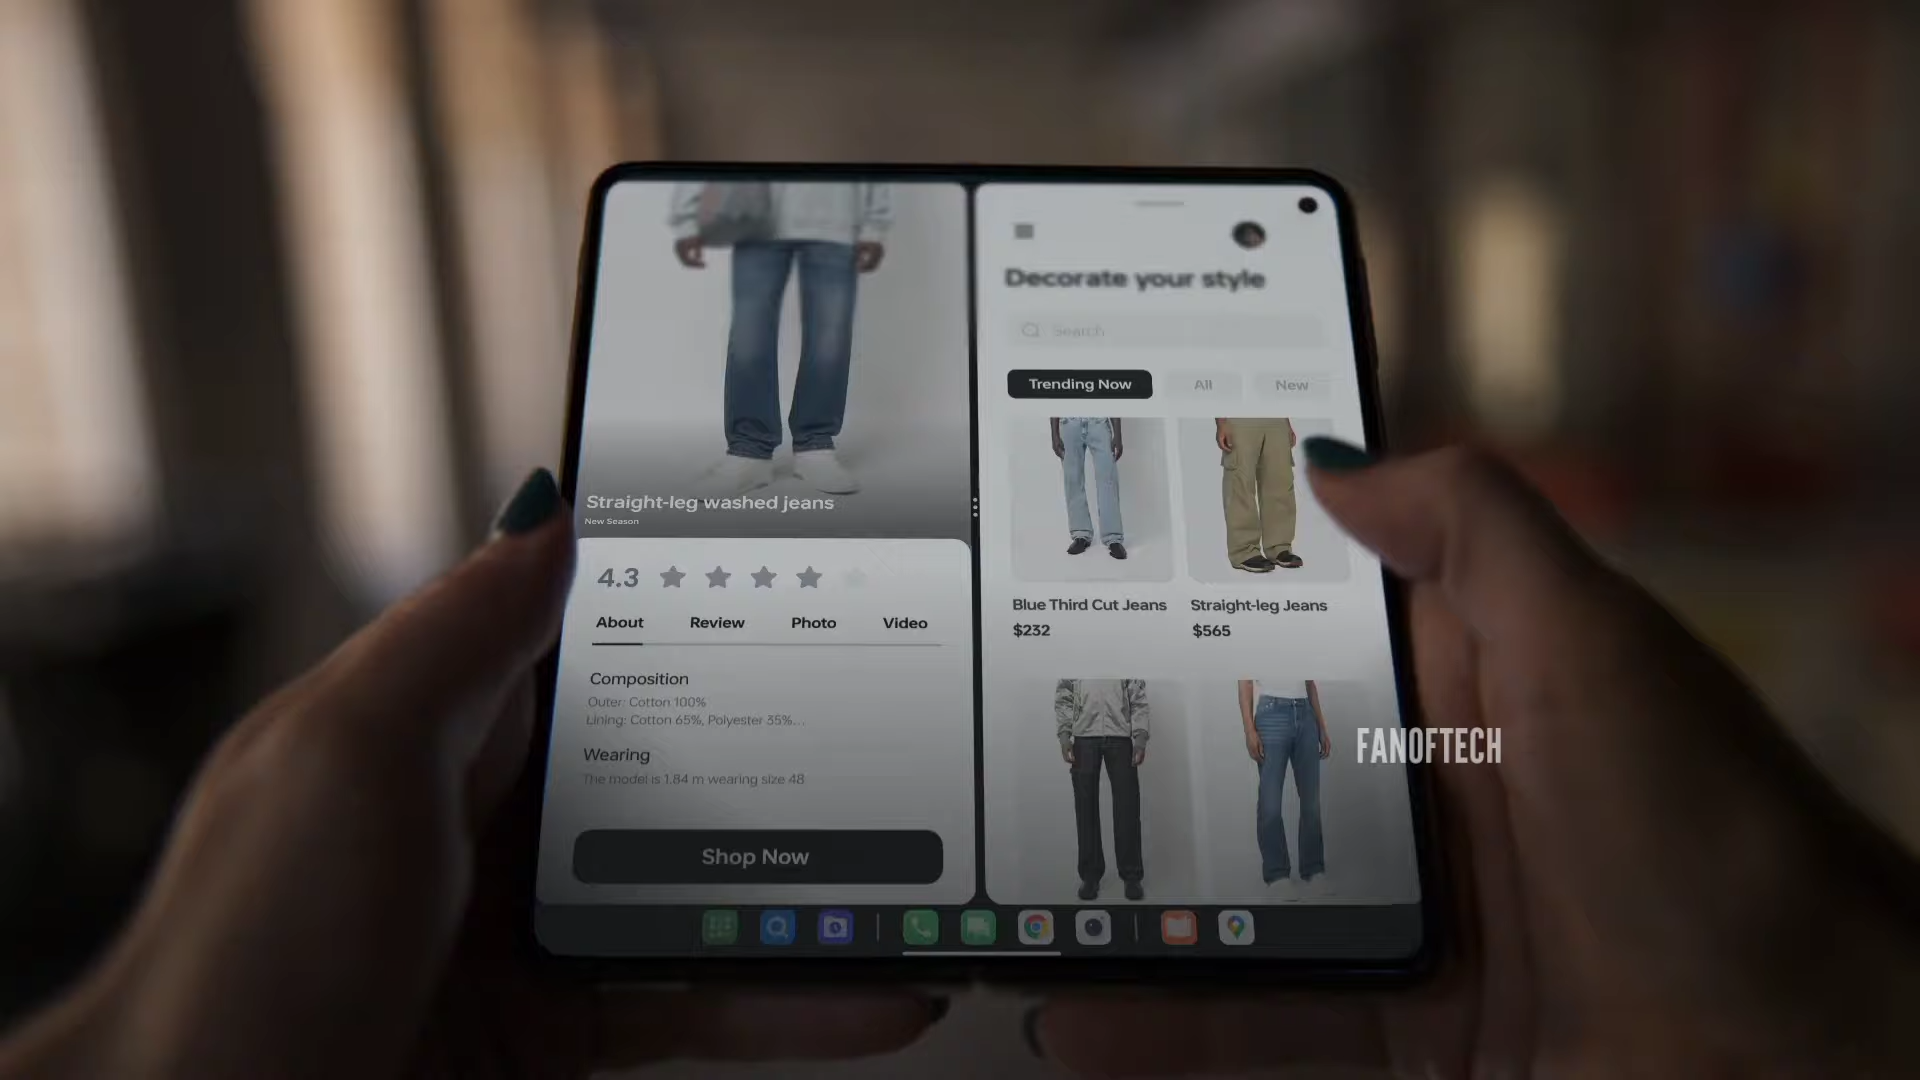 Straight-leg washed jeans
New Season
4.3
About Review Photo Video
Composition
Outer: Cotton 100%
Lining: Cotton 65%, Polyester 35%...
Wearing
The model is 1.84 m wearing size 48
Shop Now
Decorate your style
Search
Trending Now All New
Blue Third Cut Jeans
$232
Straight-leg Jeans
$565
FANOFTECH